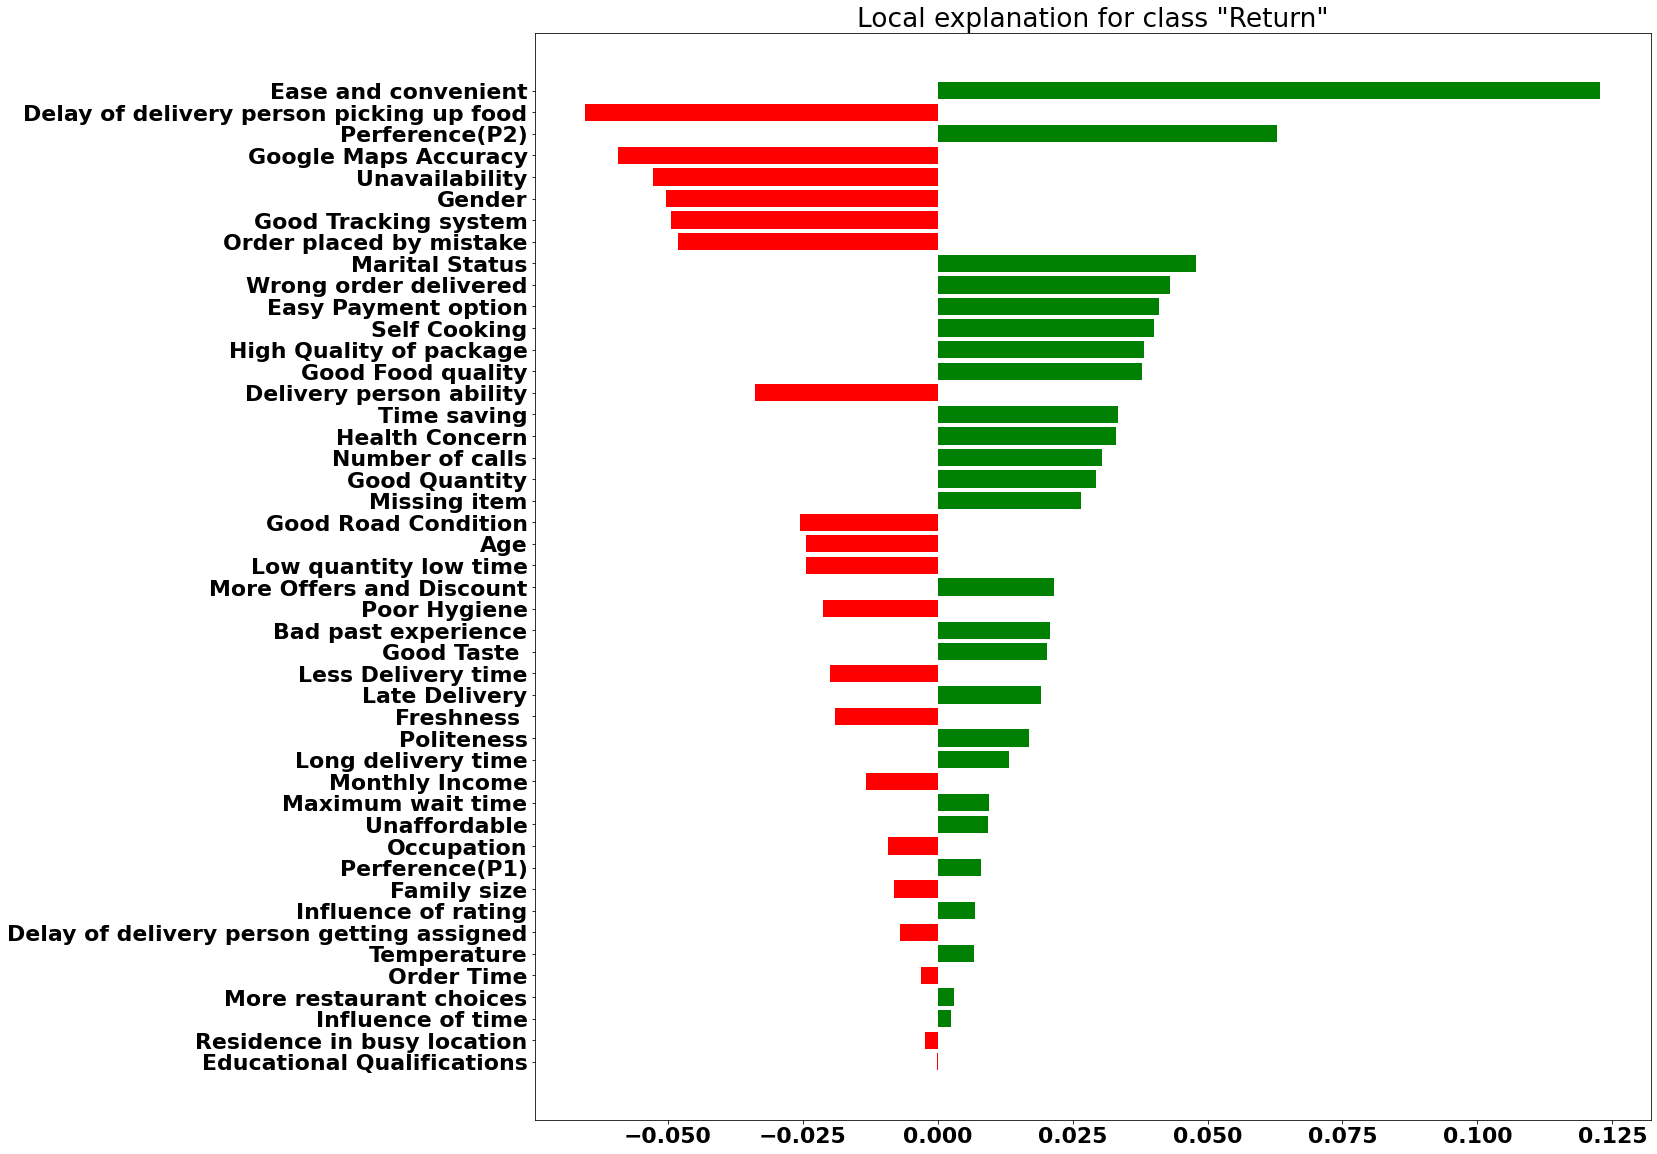 Local explanation for class "Return"
Ease and convenient
Delay of delivery person picking up food
Perference(P2)
Google Maps Accuracy
Unavailability
Gender
Good Tracking system
Order placed by mistake
Marital Status
Wrong order delivered
Easy Payment option
Self Cooking
High Quality of package
Good Food quality
Delivery person ability
Time saving
Health Concern
Number of calls
Good Quantity
Missing item
Good Road Condition
Age
Low quantity low time
More Offers and Discount
Poor Hygiene
Bad past experience
Good Taste
Less Delivery time
Late Delivery
Freshness
Politeness
Long delivery time
Monthly Income
Maximum wait time
Unaffordable
Occupation
Perference(P1)
Family size
Influence of rating
Delay of delivery person getting assigned
Temperature
Order Time
More restaurant choices
Influence of time
Residence in busy location
Educational Qualifications
−0.050 −0.025 0.000 0.025 0.050 0.075 0.100 0.125